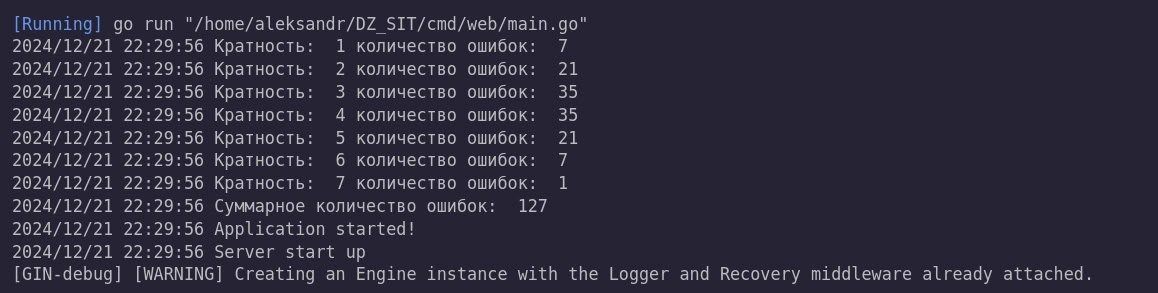 [Running] go run "/home/aleksandr/DZ_SIT/cmd/web/main.go"
2024/12/21 22:29:56 Кратность:  1 количество ошибок:  7
2024/12/21 22:29:56 Кратность:  2 количество ошибок:  21
2024/12/21 22:29:56 Кратность:  3 количество ошибок:  35
2024/12/21 22:29:56 Кратность:  4 количество ошибок:  35
2024/12/21 22:29:56 Кратность:  5 количество ошибок:  21
2024/12/21 22:29:56 Кратность:  6 количество ошибок:  7
2024/12/21 22:29:56 Кратность:  7 количество ошибок:  1
2024/12/21 22:29:56 Суммарное количество ошибок:  127
2024/12/21 22:29:56 Application started!
2024/12/21 22:29:56 Server start up
[GIN-debug] [WARNING] Creating an Engine instance with the Logger and Recovery middleware already attached.